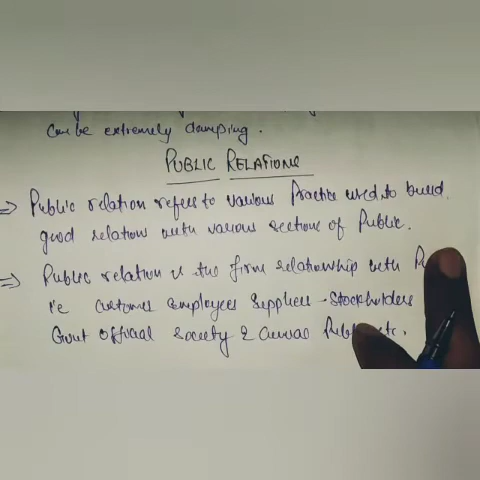 can be extremely damping.
PUBLIC RELATIONS
⇒ Public relation refers to various Practice used to build
good relation with various sections of Public.
⇒ Public relation is the firm relationship with
i.e customer employees suppliers - stockholders
Govt official society &